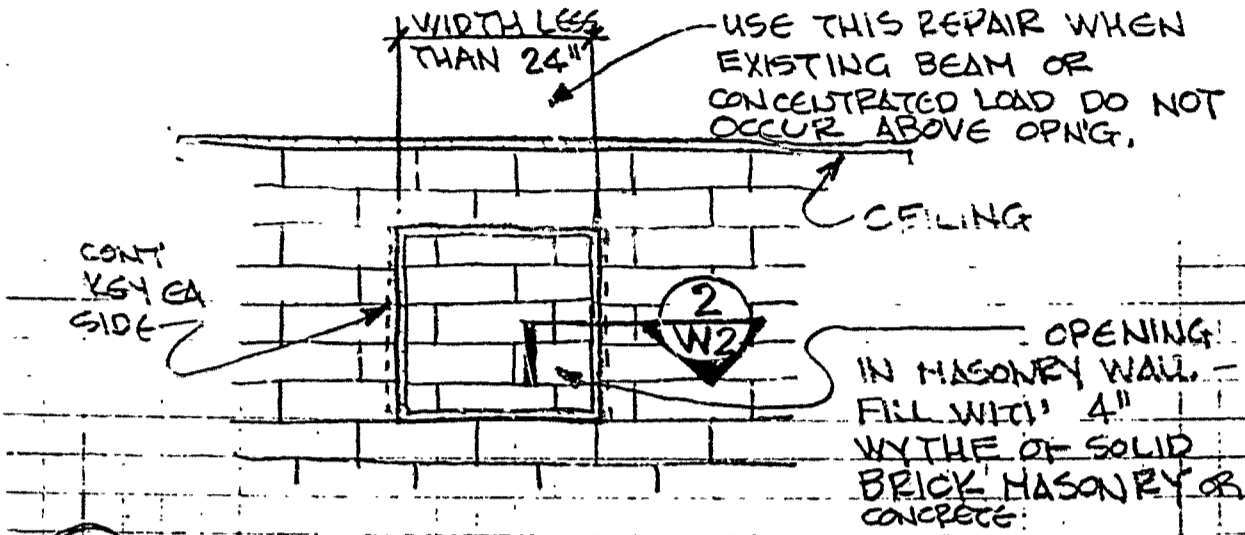 WIDTH LESS
THAN 24"
USE THIS REPAIR WHEN
EXISTING BEAM OR
CONCENTRATED LOAD DO NOT
OCCUR ABOVE OPN'G.
CEILING
CONT
KEY EA
SIDE
2
W2
OPENING
IN MASONRY WALL. -
FILL WITH 4"
WYTHE OF SOLID
BRICK MASONRY OR
CONCRETE.